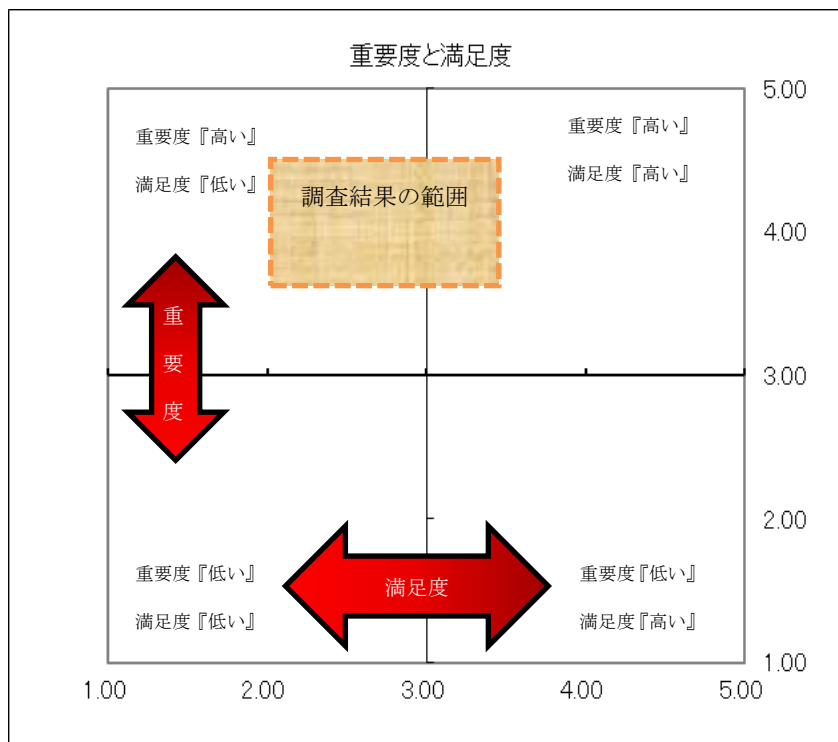 重要度と満足度
5.00
重要度『高い』
満足度『低い』
重要度『高い』
満足度『高い』
調査結果の範囲
4.00
重要度
3.00
2.00
重要度『低い』
満足度『低い』
満足度
重要度『低い』
満足度『高い』
1.00
1.00 2.00 3.00 4.00 5.00